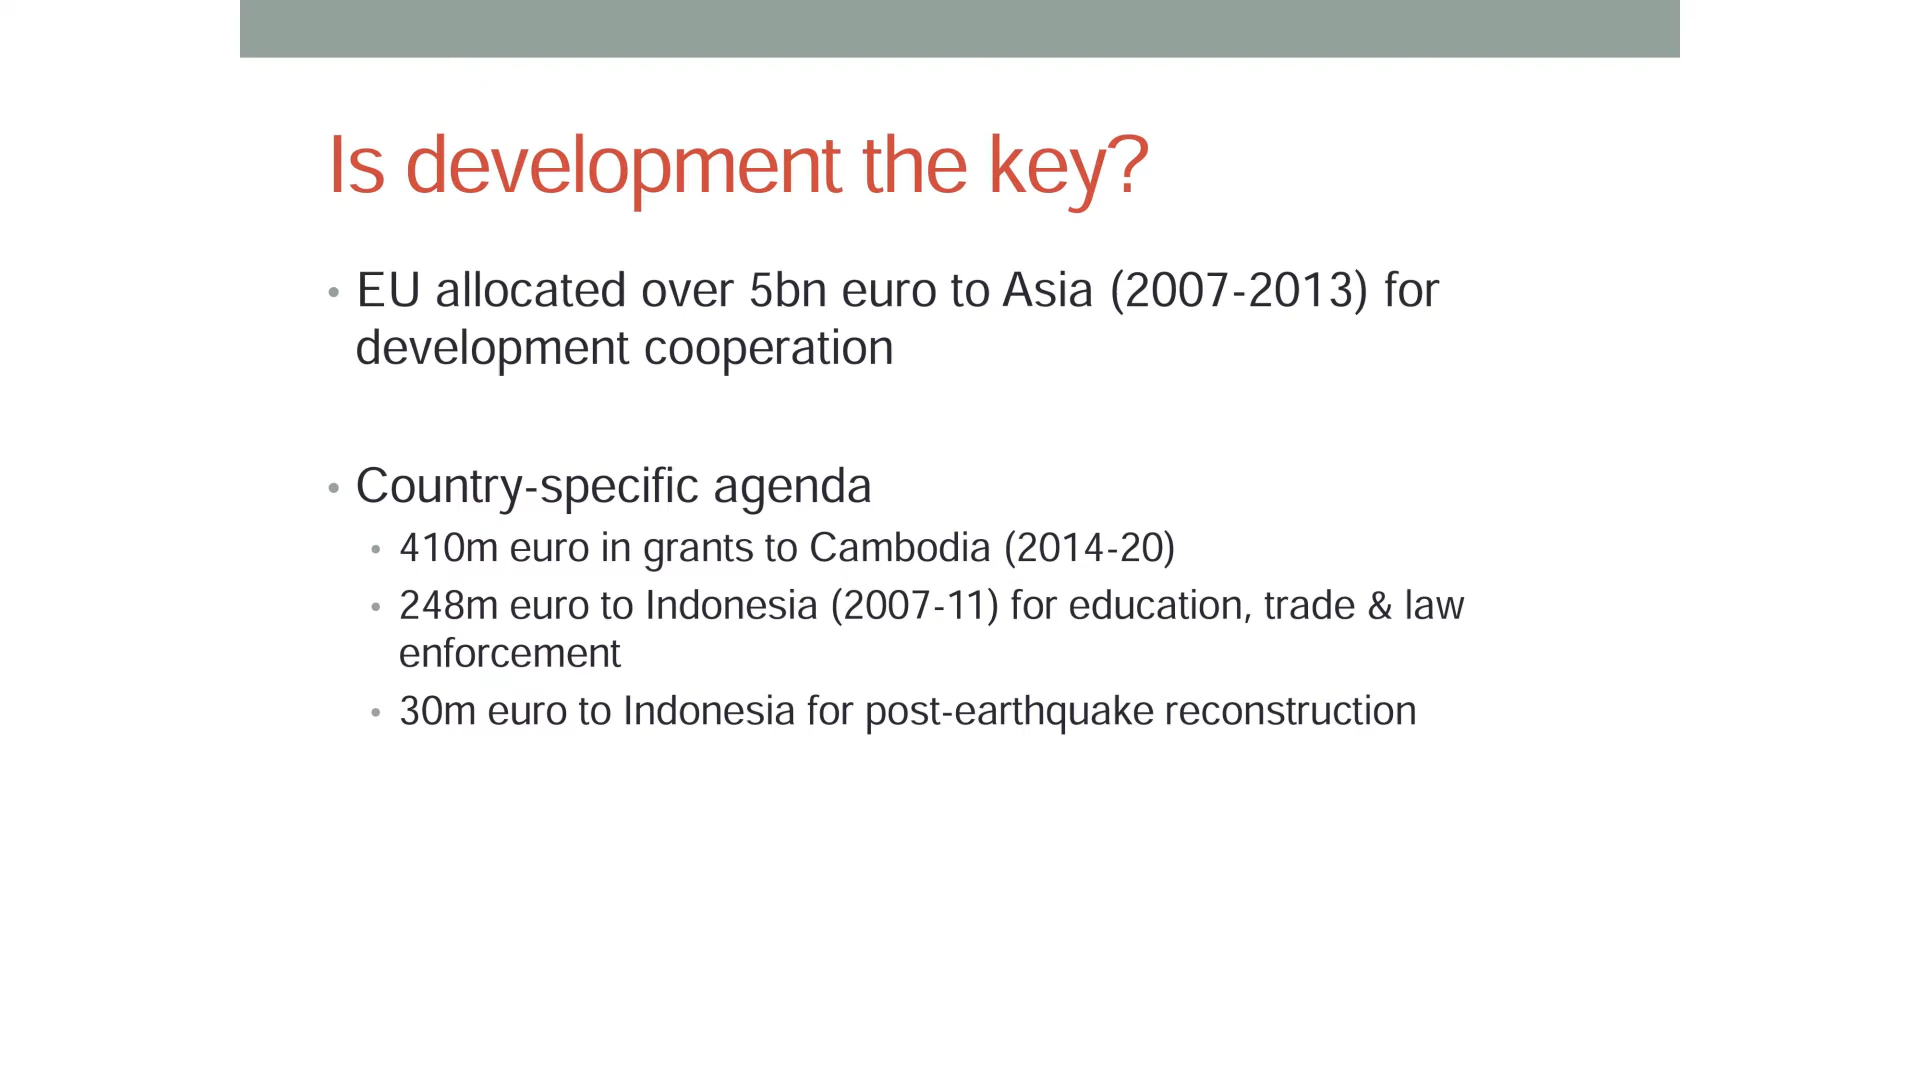 Is development the key?
• EU allocated over 5bn euro to Asia (2007-2013) for
development cooperation
• Country-specific agenda
• 410m euro in grants to Cambodia (2014-20)
• 248m euro to Indonesia (2007-11) for education, trade & law
enforcement
• 30m euro to Indonesia for post-earthquake reconstruction